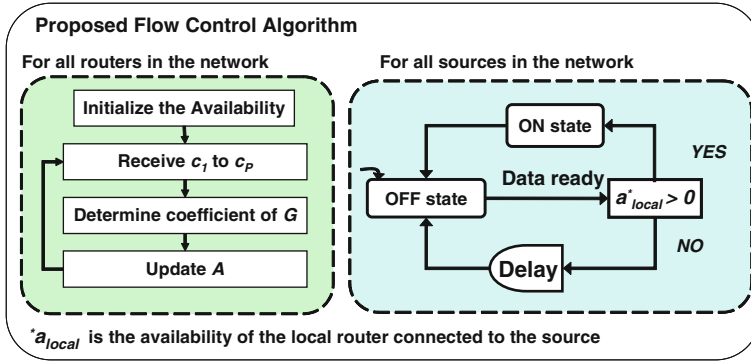 Proposed Flow Control Algorithm
For all routers in the network
Initialize the Availability
Receive c₁ to cₚ
Determine coefficient of G
Update A
For all sources in the network
ON state
YES
OFF state
Data ready
a*local > 0
NO
Delay
*alocal is the availability of the local router connected to the source